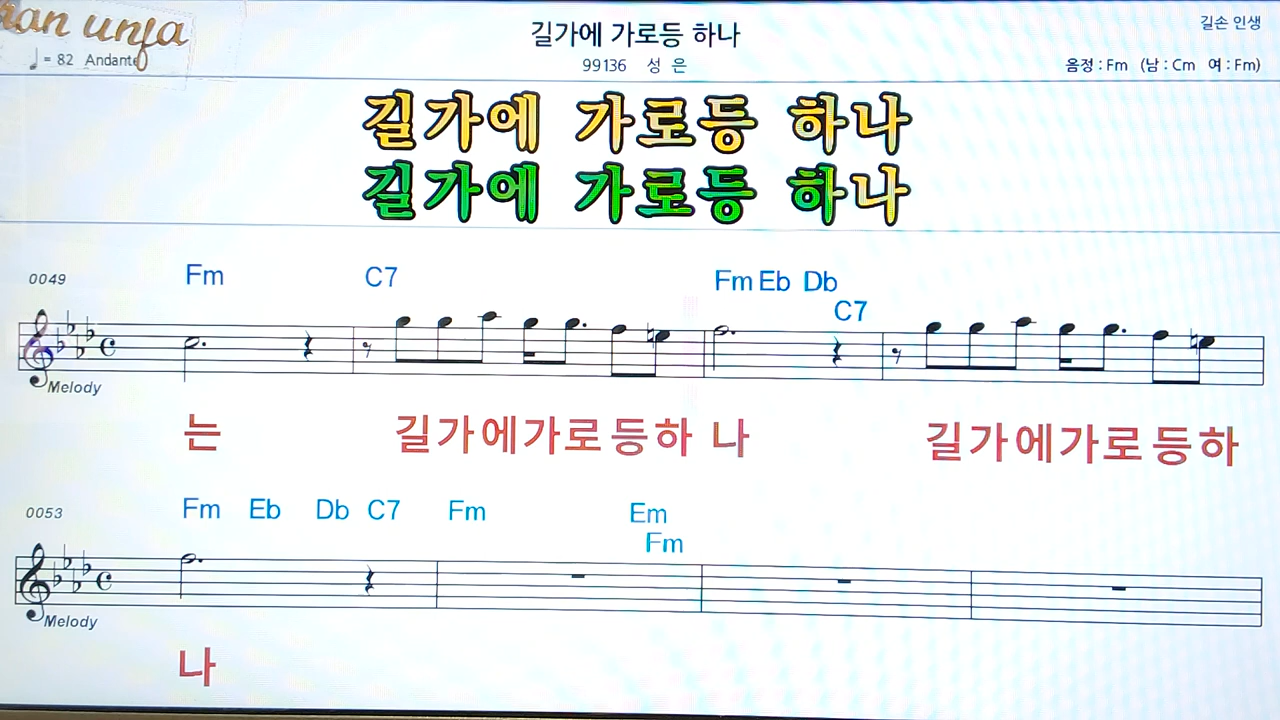 ran unja
길가에 가로등 하나
길손 인생
♩ = 82 Andante
99136 성 은
음정 : Fm (남 : Cm 여 : Fm)
길가에 가로등 하나
길가에 가로등 하나
0049 Fm C7 Fm Eb Db
C7
Melody
는 길가에가로등하 나 길가에가로등하
0053 Fm Eb Db C7 Fm Em
Fm
Melody
나